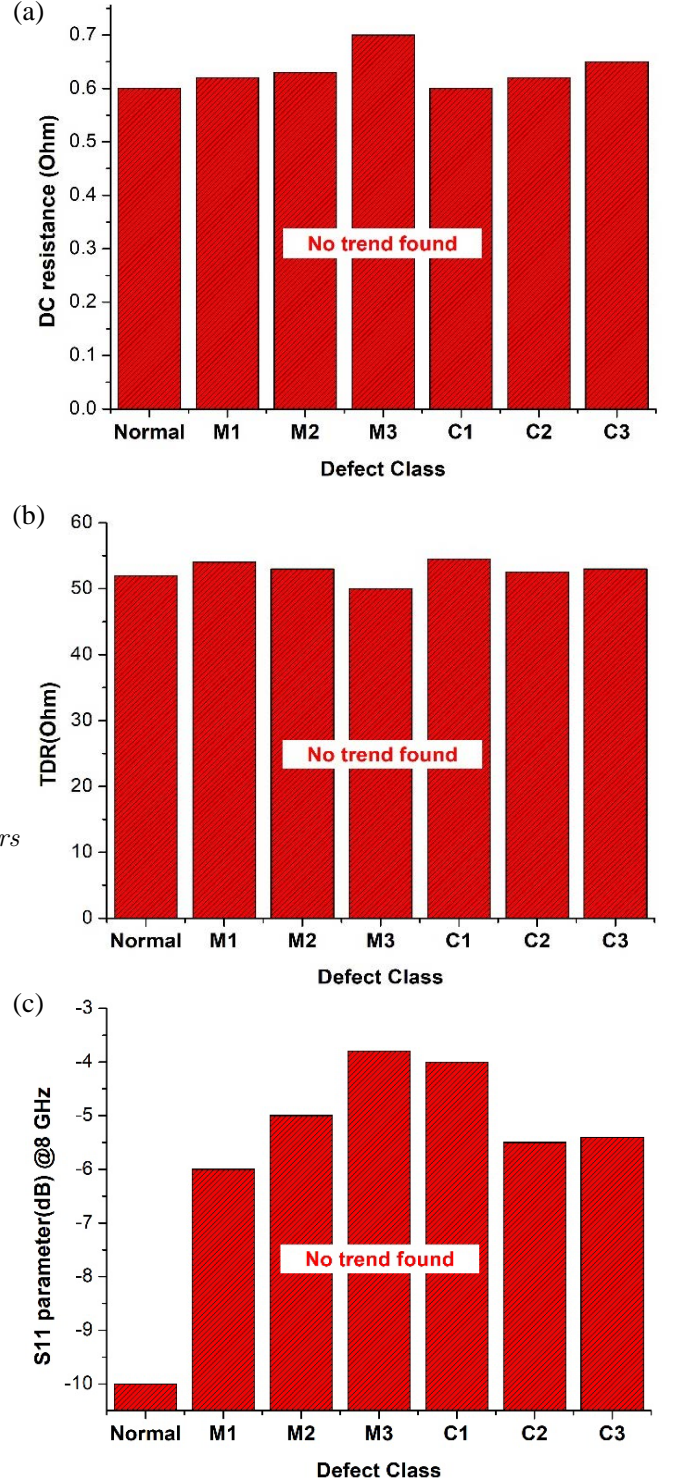 (a)
DC resistance (Ohm)
0.7
0.6
0.5
0.4
0.3
0.2
0.1
0.0
No trend found
Normal M1 M2 M3 C1 C2 C3
Defect Class
(b)
TDR(Ohm)
60
50
40
30
20
10
0
No trend found
Normal M1 M2 M3 C1 C2 C3
Defect Class
rs
(c)
S11 parameter(dB) @8 GHz
-3
-4
-5
-6
-7
-8
-9
-10
No trend found
Normal M1 M2 M3 C1 C2 C3
Defect Class